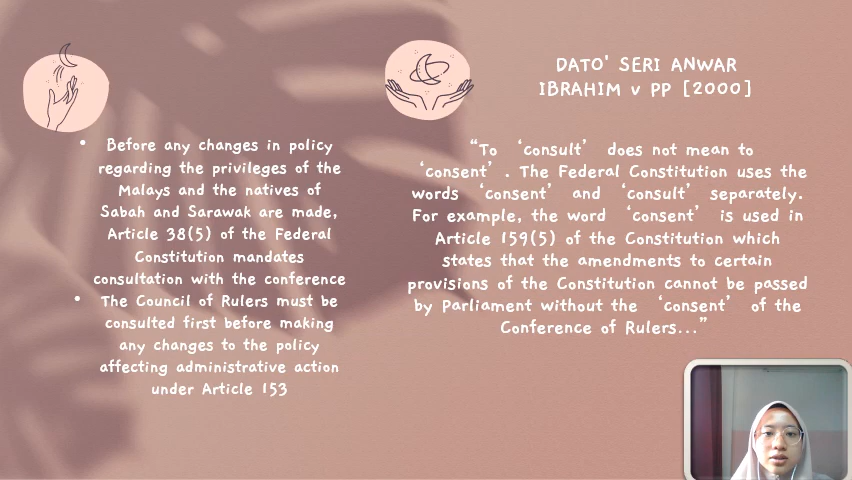 • Before any changes in policy
regarding the privileges of the
Malays and the natives of
Sabah and Sarawak are made,
Article 38(5) of the Federal
Constitution mandates
consultation with the conference
• The Council of Rulers must be
consulted first before making
any changes to the policy
affecting administrative action
under Article 153
DATO' SERI ANWAR
IBRAHIM v PP [2000]
“To ‘consult’ does not mean to
‘consent’. The Federal Constitution uses the
words ‘consent’ and ‘consult’ separately.
For example, the word ‘consent’ is used in
Article 159(5) of the Constitution which
states that the amendments to certain
provisions of the Constitution cannot be passed
by Parliament without the ‘consent’ of the
Conference of Rulers...”